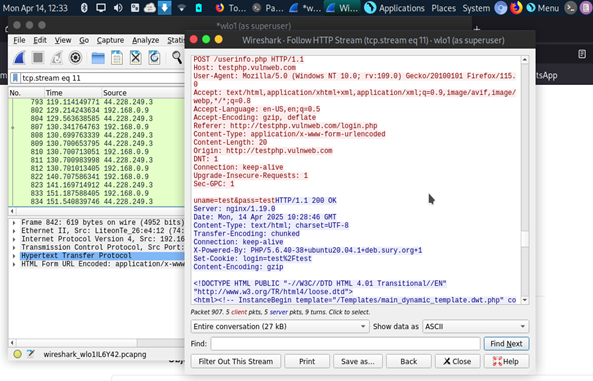 Mon Apr 14, 12:33
Applications Places System
Menu
*wlo1 (as superuser)
File Edit View Go Capture Analyze
tcp.stream eq 11
No. Time Source
793 119.114149771 44.228.249.3
802 129.214243634 192.168.0.9
804 129.563638585 44.228.249.3
807 130.341764763 192.168.0.9
808 130.699763339 44.228.249.3
809 130.700653795 44.228.249.3
810 130.700713051 192.168.0.9
811 130.700983998 44.228.249.3
812 130.701013405 192.168.0.9
822 140.707586341 192.168.0.9
823 141.169714912 44.228.249.3
833 151.187588405 192.168.0.9
834 151.540839746 44.228.249.3
Frame 842: 619 bytes on wire (4952 bits)
Ethernet II, Src: LiteonTe_26:e4:12 (74:
Internet Protocol Version 4, Src: 192.16
Transmission Control Protocol, Src Port:
Hypertext Transfer Protocol
HTML Form URL Encoded: application/x-www
wireshark_wlo1IL6Y42.pcapng
Wireshark - Follow HTTP Stream (tcp.stream eq 11) - wlo1 (as superuser)
POST /userinfo.php HTTP/1.1
Host: testphp.vulnweb.com
User-Agent: Mozilla/5.0 (Windows NT 10.0; rv:109.0) Gecko/20100101 Firefox/115.
0
Accept: text/html,application/xhtml+xml,application/xml;q=0.9,image/avif,image/
webp,*/*;q=0.8
Accept-Language: en-US,en;q=0.5
Accept-Encoding: gzip, deflate
Referer: http://testphp.vulnweb.com/login.php
Content-Type: application/x-www-form-urlencoded
Content-Length: 20
Origin: http://testphp.vulnweb.com
DNT: 1
Connection: keep-alive
Upgrade-Insecure-Requests: 1
Sec-GPC: 1
uname=test&pass=testHTTP/1.1 200 OK
Server: nginx/1.19.0
Date: Mon, 14 Apr 2025 10:28:46 GMT
Content-Type: text/html; charset=UTF-8
Transfer-Encoding: chunked
Connection: keep-alive
X-Powered-By: PHP/5.6.40-38+ubuntu20.04.1+deb.sury.org+1
Set-Cookie: login=test%2Ftest
Content-Encoding: gzip
<!DOCTYPE HTML PUBLIC "-//W3C//DTD HTML 4.01 Transitional//EN"
"http://www.w3.org/TR/html4/loose.dtd">
<html><!-- InstanceBegin template="/Templates/main_dynamic_template.dwt.php" co
Packet 907. 5 client pkts, 5 server pkts, 9 turns. Click to select.
Entire conversation (27 kB)
Show data as
ASCII
Find:
Find Next
Filter Out This Stream
Print
Save as...
Back
Close
Help
atsApp